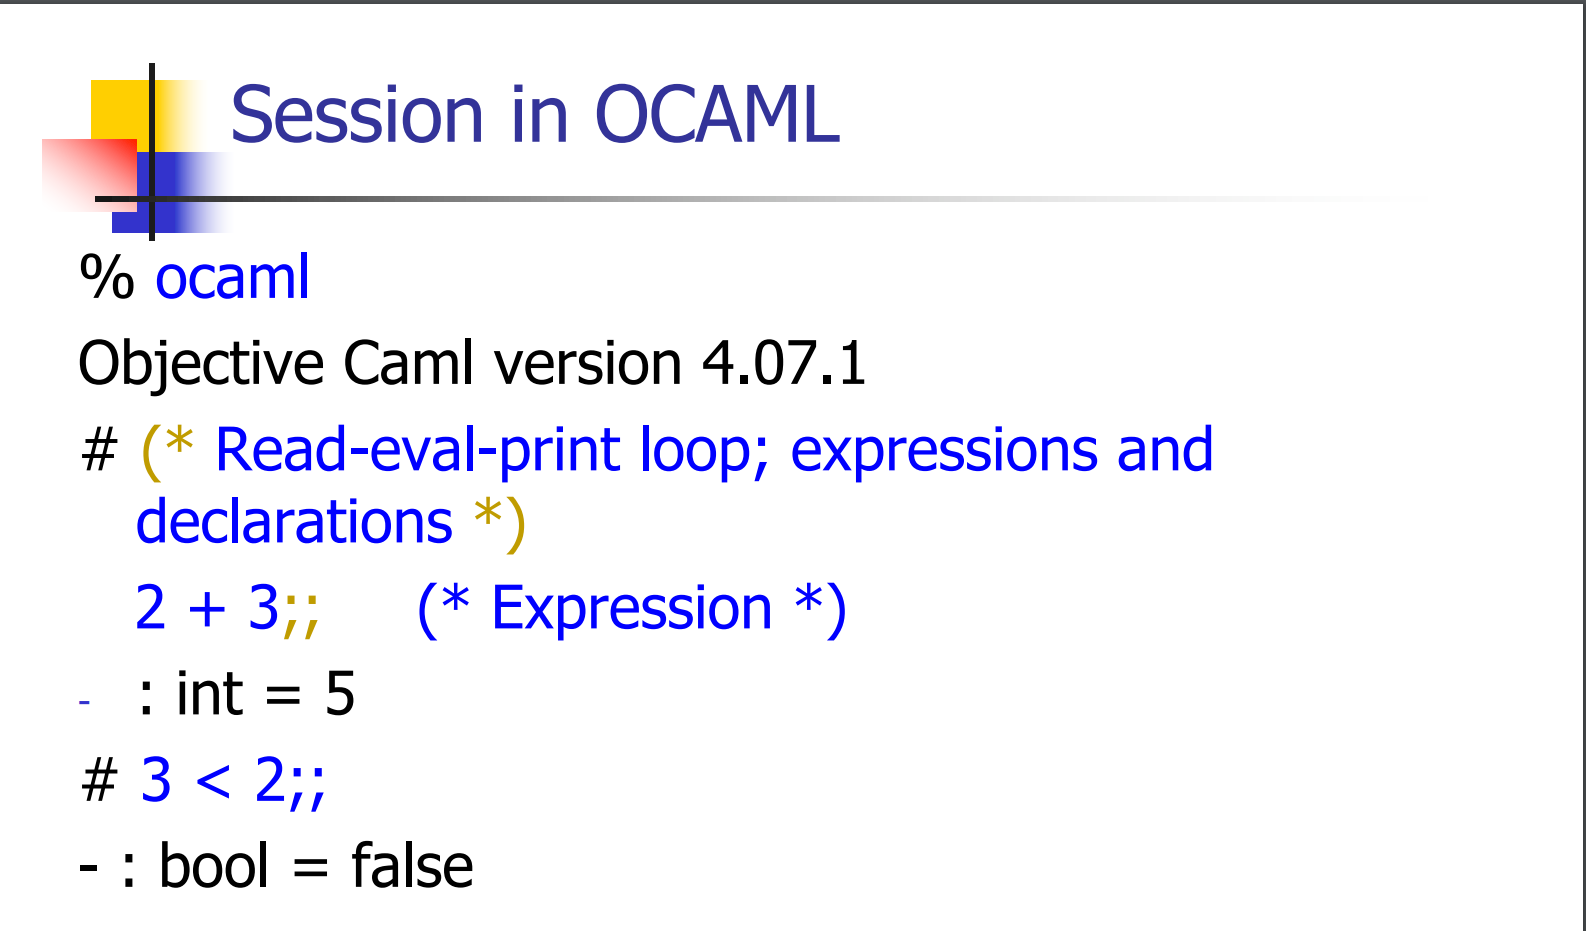 Session in OCAML
% ocaml
Objective Caml version 4.07.1
# (* Read-eval-print loop; expressions and
declarations *)
2 + 3;; (* Expression *)
- : int = 5
# 3 < 2;;
- : bool = false